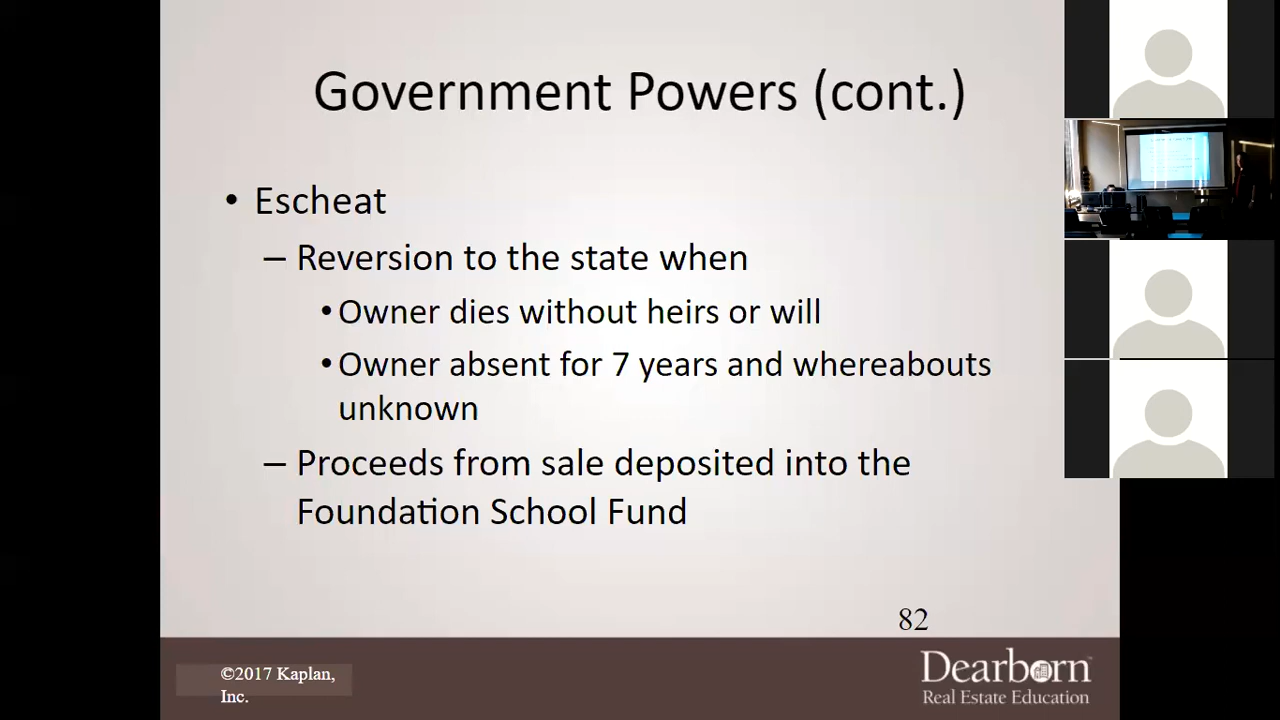 Government Powers (cont.)
• Escheat
– Reversion to the state when
• Owner dies without heirs or will
• Owner absent for 7 years and whereabouts
unknown
– Proceeds from sale deposited into the
Foundation School Fund
82
©2017 Kaplan,
Inc.
Dearborn
Real Estate Education